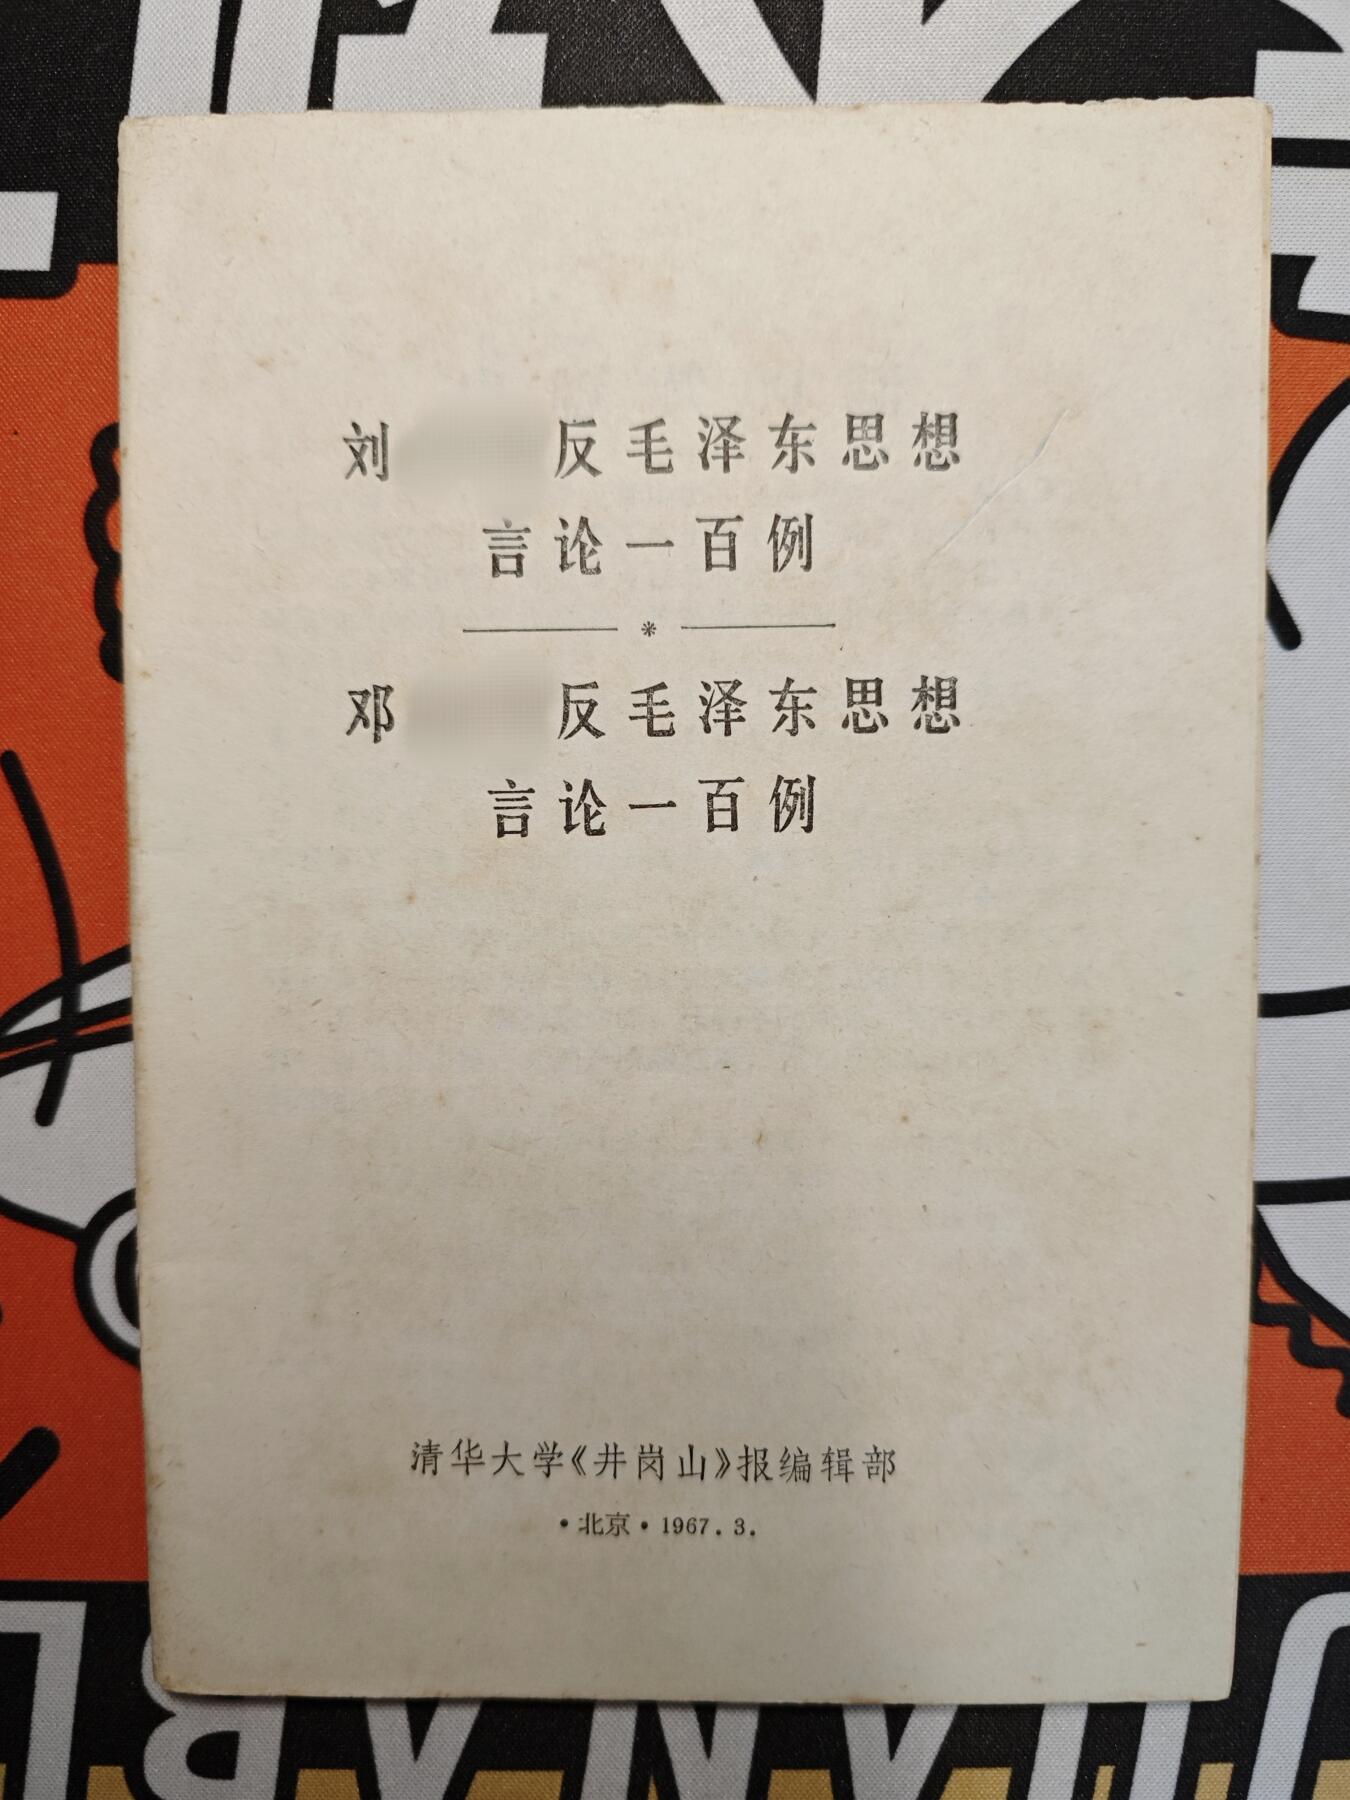 刘 反毛泽东思想
言论一百例
邓 反毛泽东思想
言论一百例
清华大学《井岗山》报编辑部
·北京·1967.3.